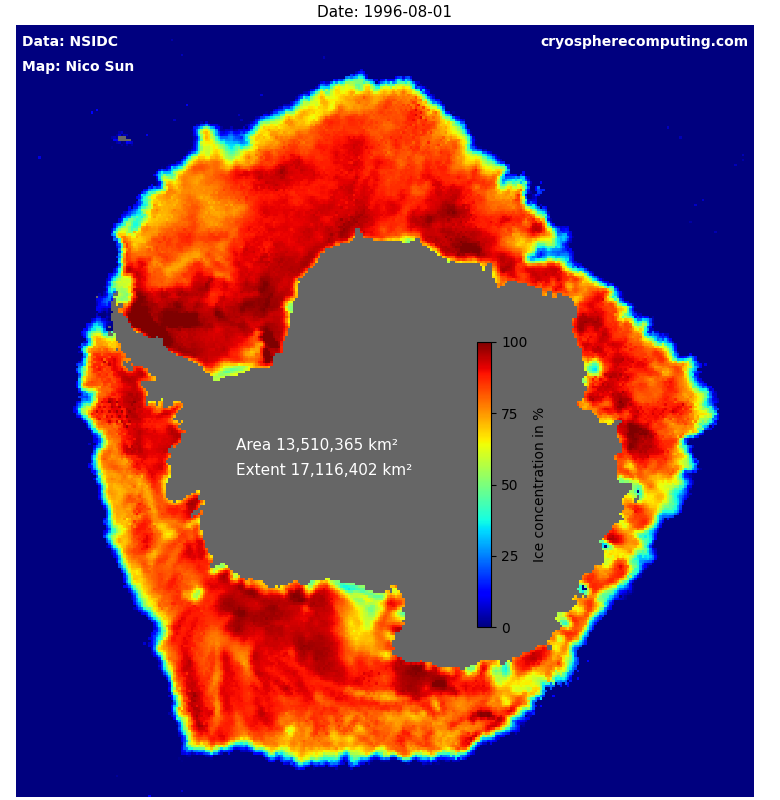 Date: 1996-08-01
Data: NSIDC
cryospherecomputing.com
Map: Nico Sun
100
75
50
25
0
Ice concentration in %
Area 13,510,365 km²
Extent 17,116,402 km²